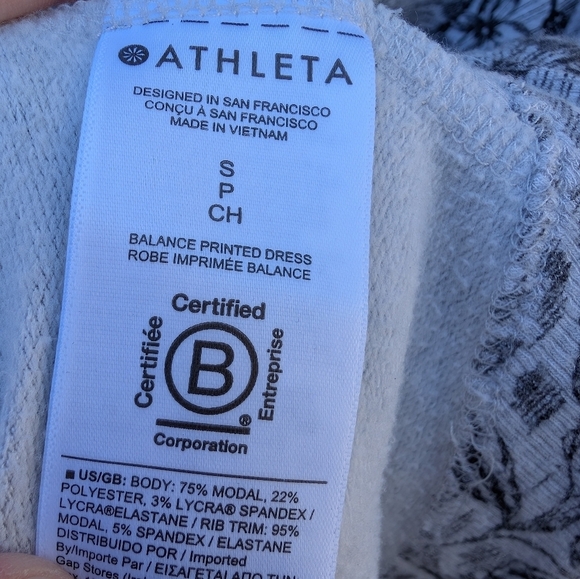 ATHLETA
DESIGNED IN SAN FRANCISCO
CONÇU À SAN FRANCISCO
MADE IN VIETNAM
S
P
CH
BALANCE PRINTED DRESS
ROBE IMPRIMÉE BALANCE
Certified
Certifiée
B
Entreprise
®
Corporation
US/GB: BODY: 75% MODAL, 22%
POLYESTER, 3% LYCRA® SPANDEX /
LYCRA®ELASTANE / RIB TRIM: 95%
MODAL, 5% SPANDEX / ELASTANE
DISTRIBUIDO POR / Imported
By/Importe Par / ΕΙΣΑΓΕΤΑΙ ΑΠΟ ΤΗΝ
Gap Stores